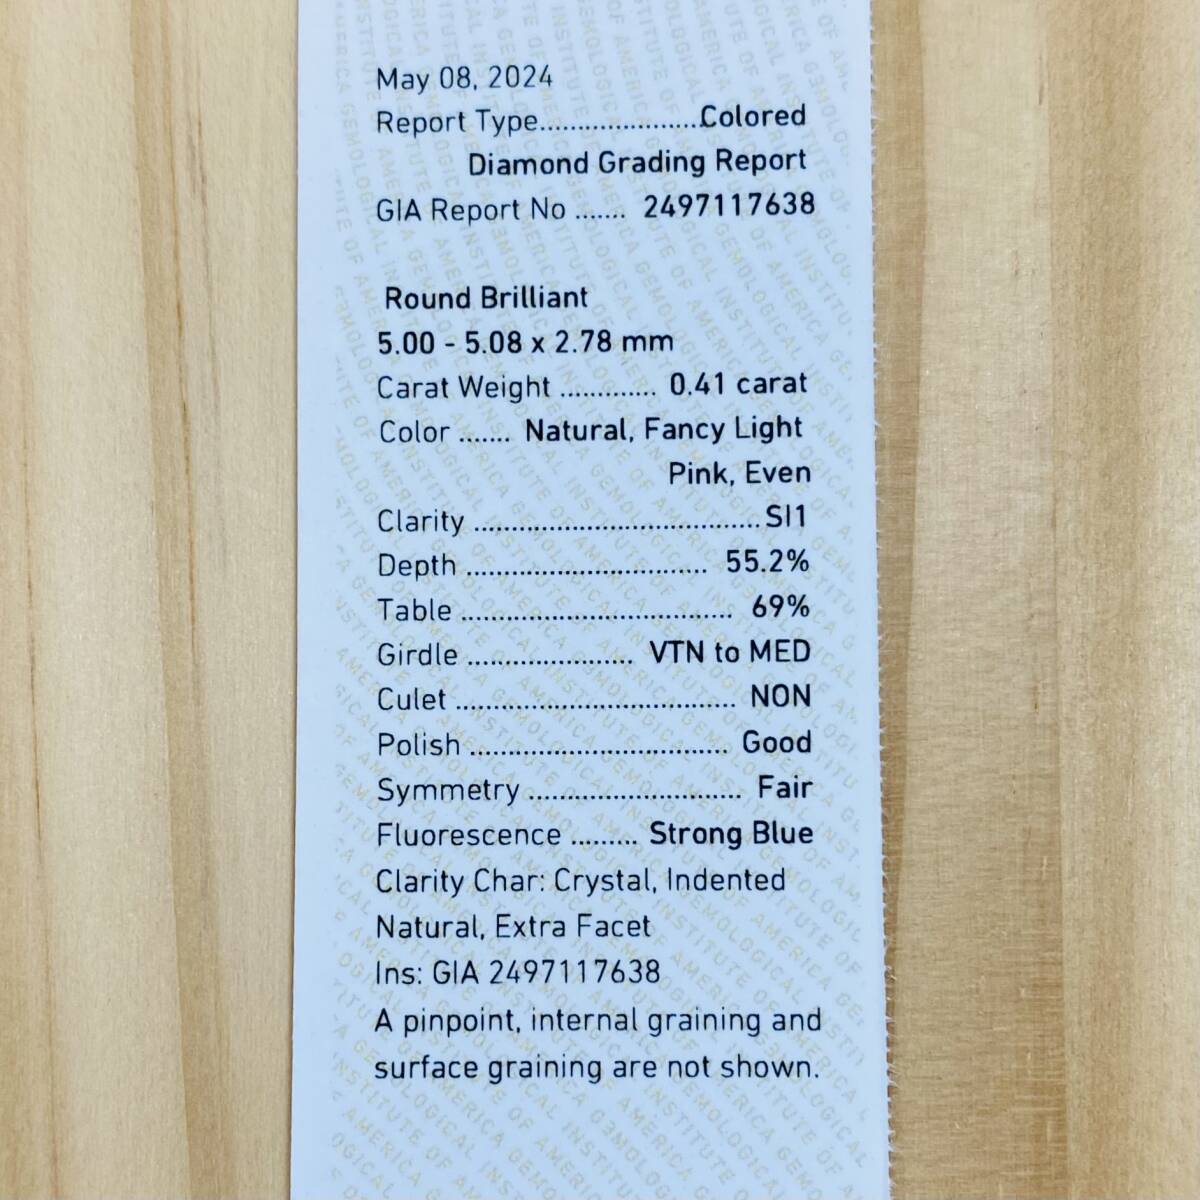 May 08, 2024
Report Type......................Colored
Diamond Grading Report
GIA Report No ....... 2497117638
Round Brilliant
5.00 - 5.08 x 2.78 mm
Carat Weight ............. 0.41 carat
Color ....... Natural, Fancy Light
Pink, Even
Clarity ......................................SI1
Depth ................................ 55.2%
Table .................................... 69%
Girdle ...................... VTN to MED
Culet ..................................... NON
Polish .................................. Good
Symmetry ............................ Fair
Fluorescence ......... Strong Blue
Clarity Char: Crystal, Indented
Natural, Extra Facet
Ins: GIA 2497117638
A pinpoint, internal graining and
surface graining are not shown.